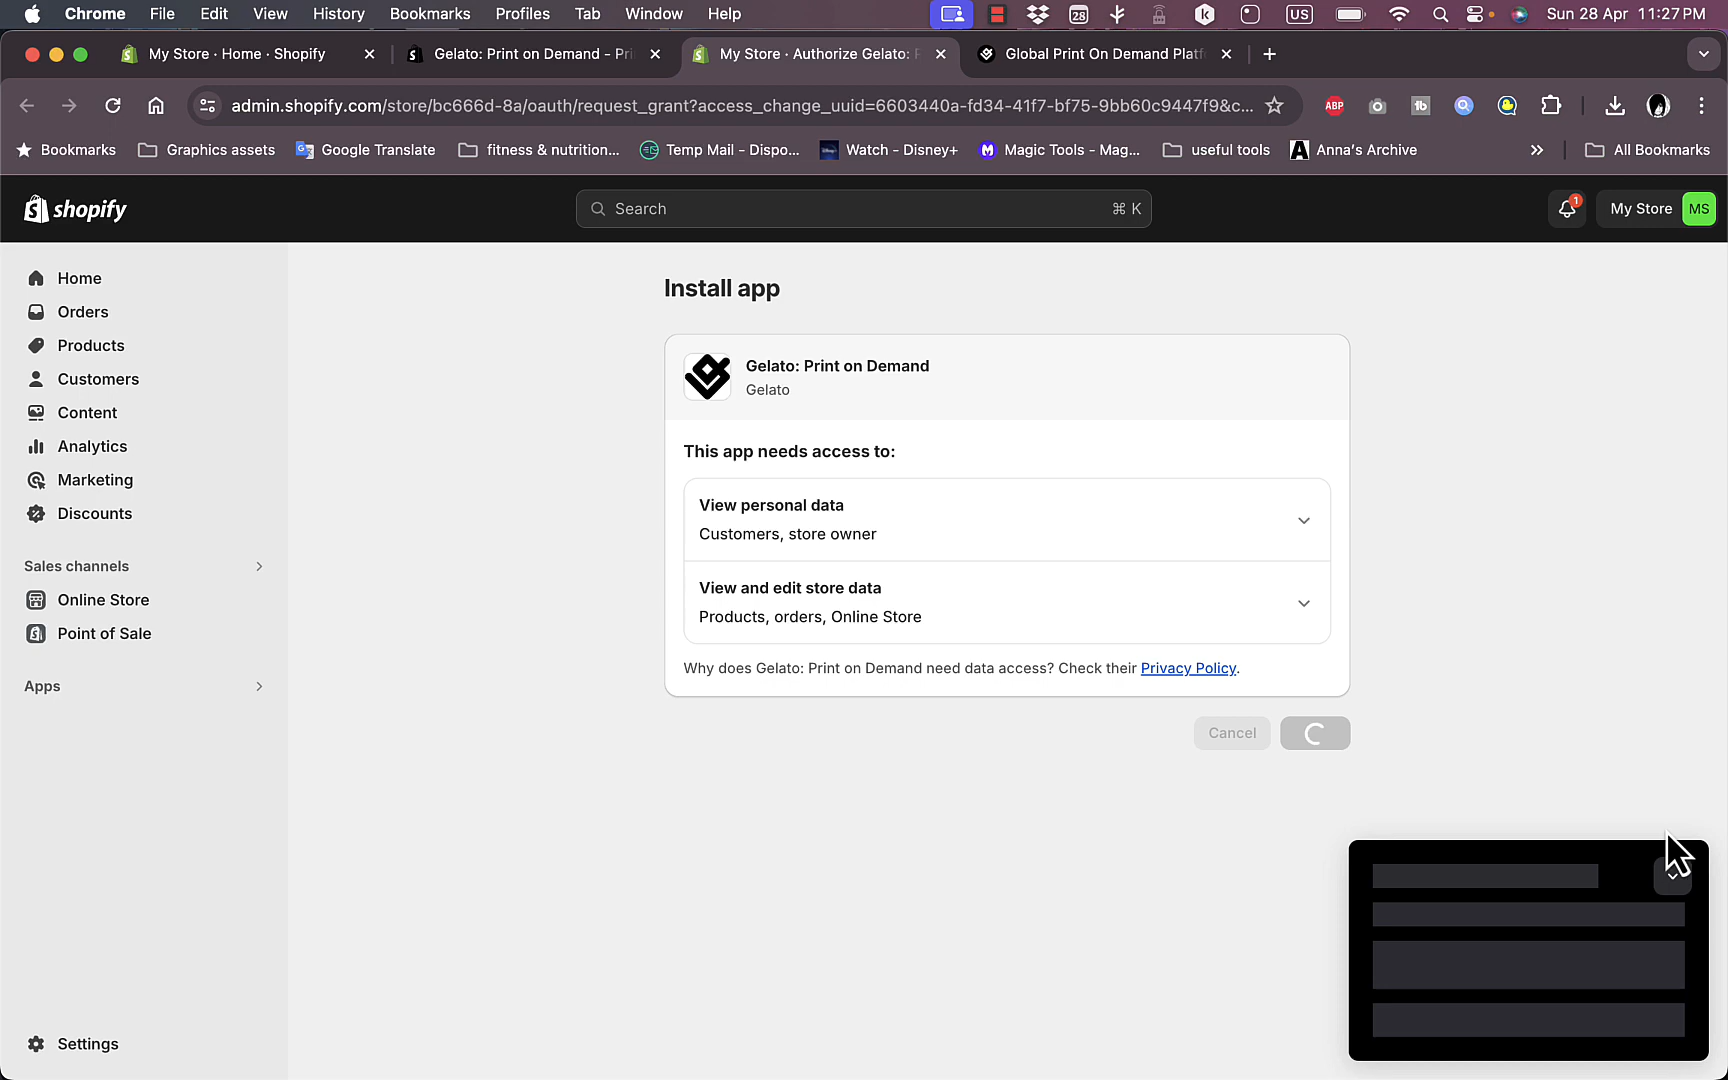 Chrome File Edit View History Bookmarks Profiles Tab Window Help 28 US Sun 28 Apr 11:27 PM
My Store · Home · Shopify Gelato: Print on Demand - Pri My Store · Authorize Gelato: P Global Print On Demand Platf
admin.shopify.com/store/bc666d-8a/oauth/request_grant?access_change_uuid=6603440a-fd34-41f7-bf75-9bb60c9447f9&c... ABP tb
Bookmarks Graphics assets Google Translate fitness & nutrition... Temp Mail - Dispo... Watch - Disney+ Magic Tools - Mag... useful tools Anna's Archive All Bookmarks
shopify Search ⌘ K 1 My Store MS
Home
Orders
Products
Customers
Content
Analytics
Marketing
Discounts
Sales channels
Online Store
Point of Sale
Apps
Settings
Install app
Gelato: Print on Demand
Gelato
This app needs access to:
View personal data
Customers, store owner
View and edit store data
Products, orders, Online Store
Why does Gelato: Print on Demand need data access? Check their Privacy Policy.
Cancel